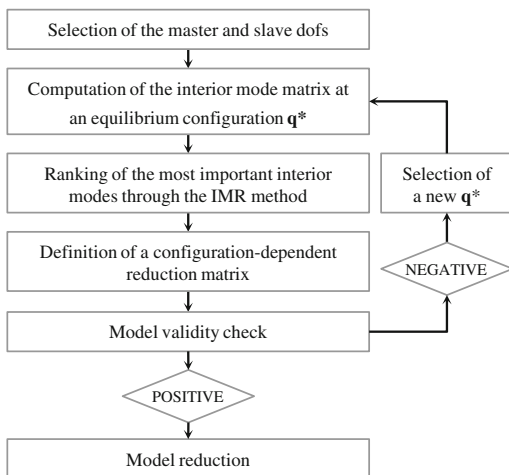 Selection of the master and slave dofs
Computation of the interior mode matrix at
an equilibrium configuration q*
Ranking of the most important interior
modes through the IMR method
Selection of
a new q*
Definition of a configuration-dependent
reduction matrix
NEGATIVE
Model validity check
POSITIVE
Model reduction